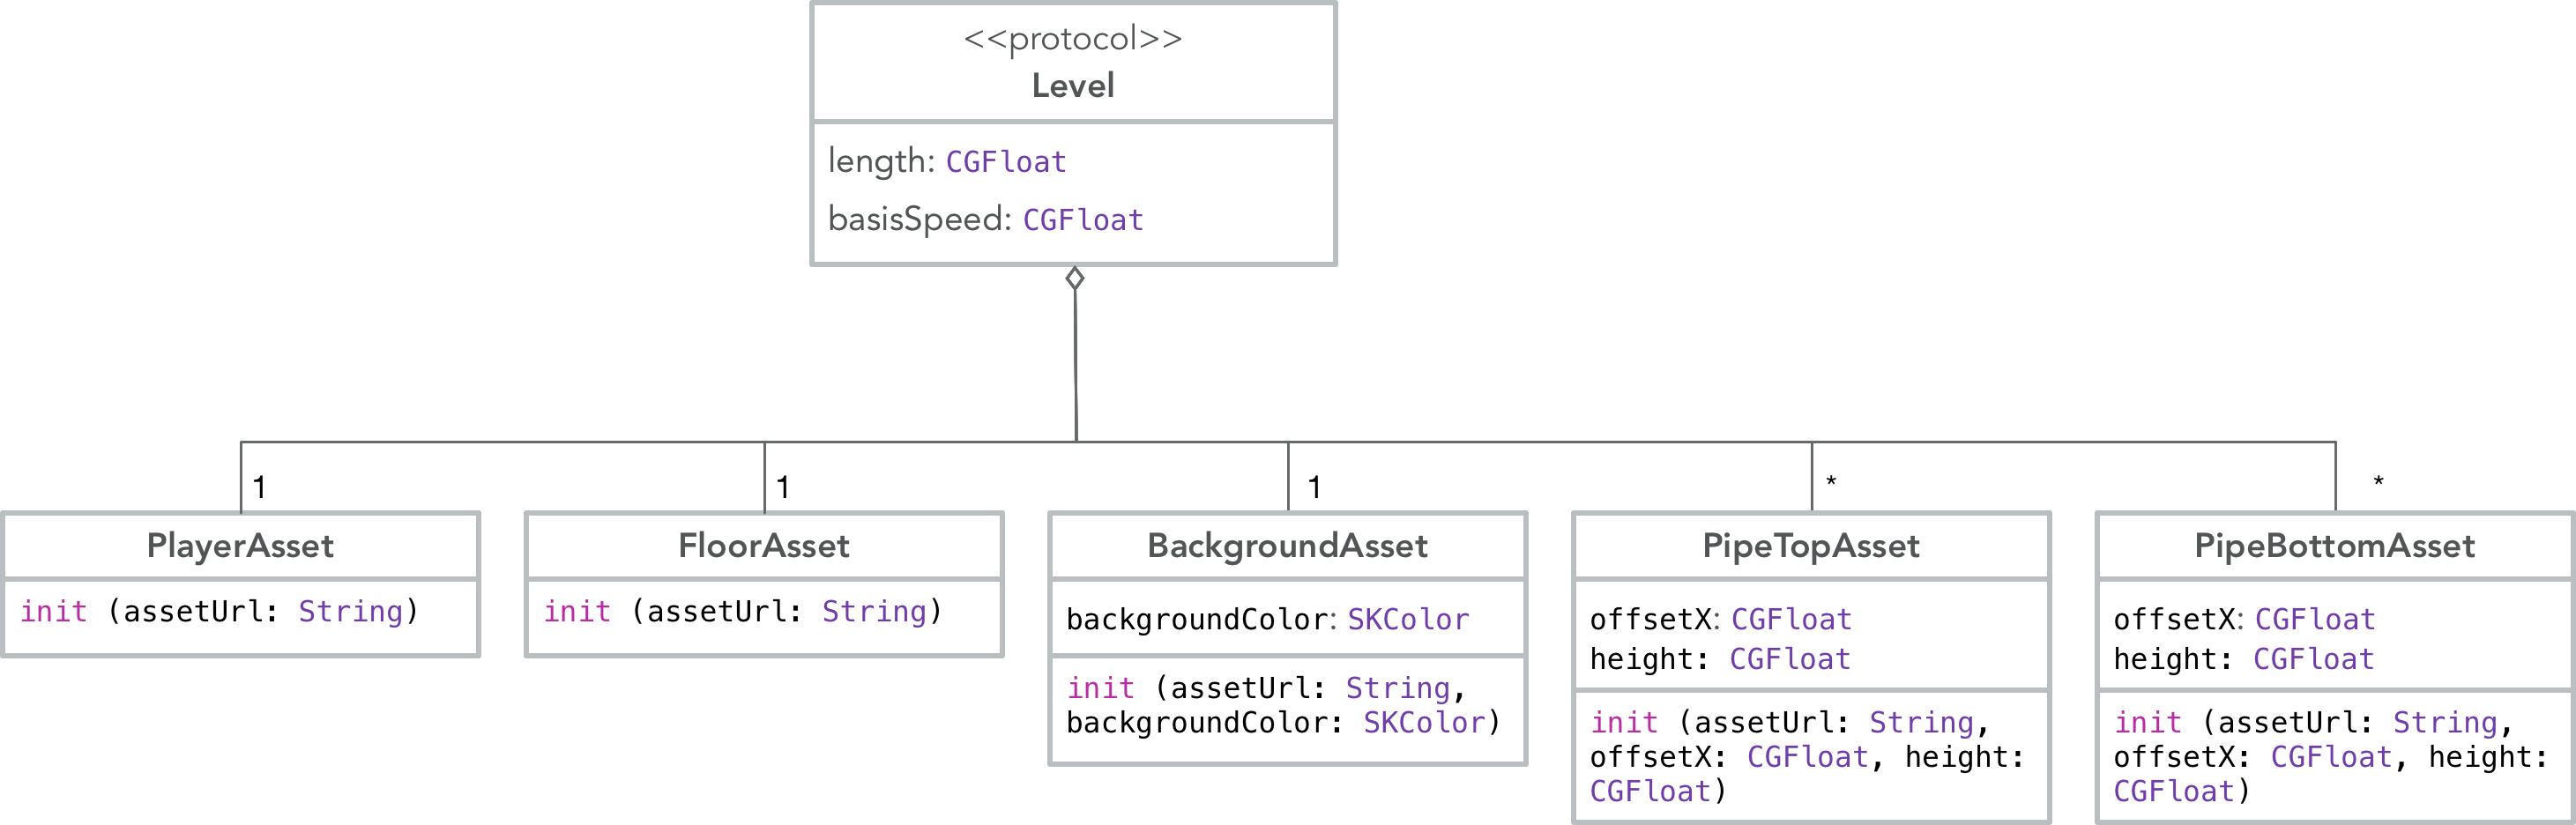 <<protocol>>
Level
length: CGFloat
basisSpeed: CGFloat
1
1
1
*
*
PlayerAsset
init (assetUrl: String)
FloorAsset
init (assetUrl: String)
BackgroundAsset
backgroundColor: SKColor
init (assetUrl: String,
backgroundColor: SKColor)
PipeTopAsset
offsetX: CGFloat
height: CGFloat
init (assetUrl: String,
offsetX: CGFloat, height:
CGFloat)
PipeBottomAsset
offsetX: CGFloat
height: CGFloat
init (assetUrl: String,
offsetX: CGFloat, height:
CGFloat)